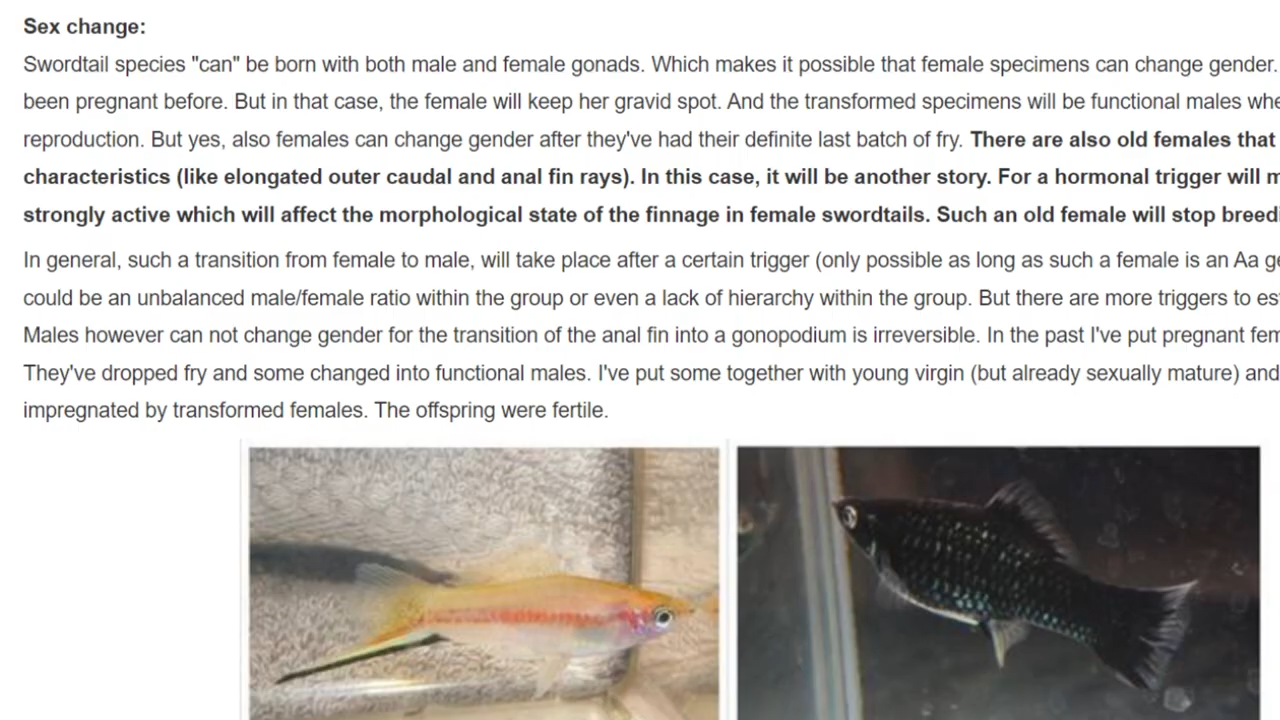 Sex change:
Swordtail species "can" be born with both male and female gonads. Which makes it possible that female specimens can change gender.
been pregnant before. But in that case, the female will keep her gravid spot. And the transformed specimens will be functional males
reproduction. But yes, also females can change gender after they've had their definite last batch of fry. There are also old females that
characteristics (like elongated outer caudal and anal fin rays). In this case, it will be another story. For a hormonal trigger will
strongly active which will affect the morphological state of the finnage in female swordtails. Such an old female will stop
In general, such a transition from female to male, will take place after a certain trigger (only possible as long as such a female is an Aa
could be an unbalanced male/female ratio within the group or even a lack of hierarchy within the group. But there are more triggers to
Males however can not change gender for the transition of the anal fin into a gonopodium is irreversible. In the past I've put pregnant
They've dropped fry and some changed into functional males. I've put some together with young virgin (but already sexually mature) and
impregnated by transformed females. The offspring were fertile.